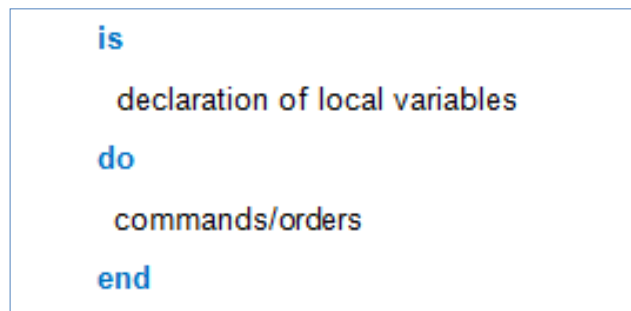 is
declaration of local variables
do
commands/orders
end